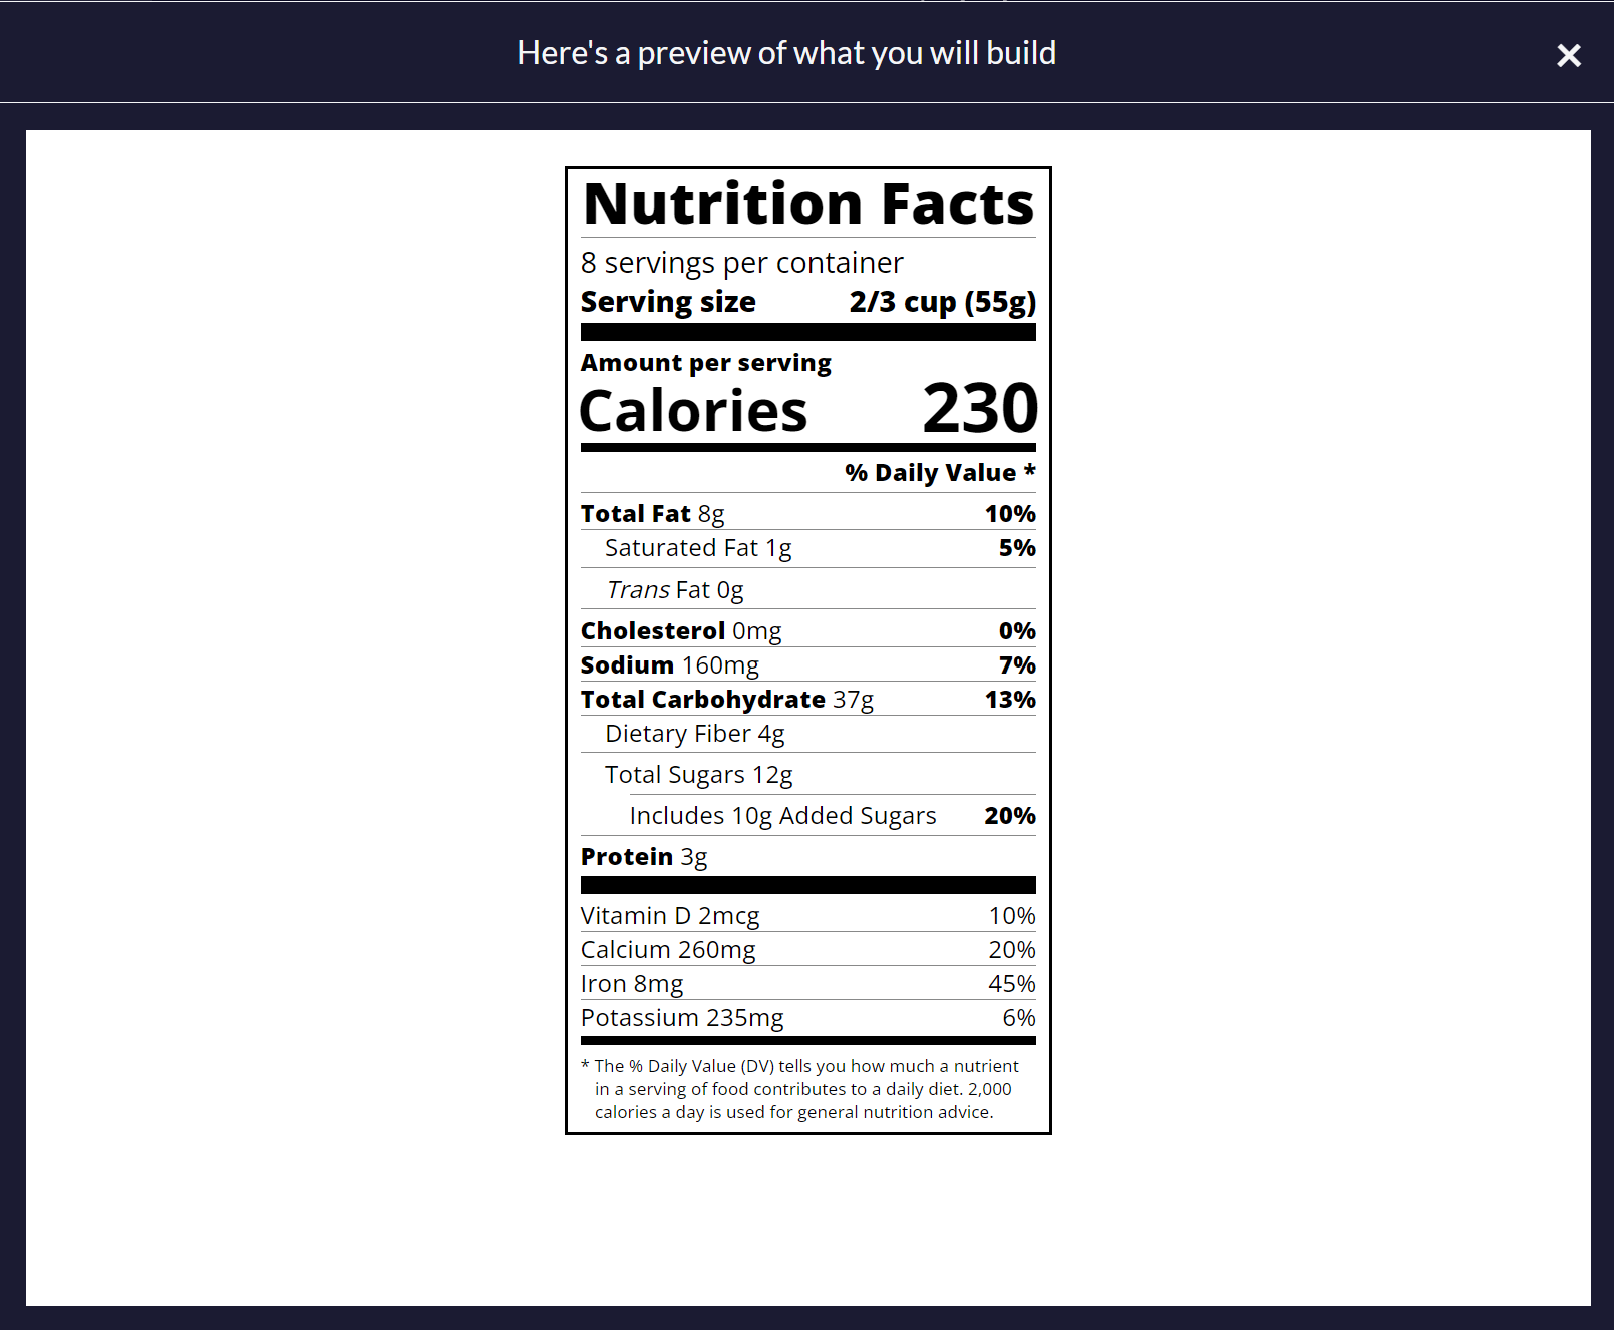 Here's a preview of what you will build
Nutrition Facts
8 servings per container
Serving size 2/3 cup (55g)
Amount per serving
Calories 230
% Daily Value *
Total Fat 8g 10%
Saturated Fat 1g 5%
Trans Fat 0g
Cholesterol 0mg 0%
Sodium 160mg 7%
Total Carbohydrate 37g 13%
Dietary Fiber 4g
Total Sugars 12g
Includes 10g Added Sugars 20%
Protein 3g
Vitamin D 2mcg 10%
Calcium 260mg 20%
Iron 8mg 45%
Potassium 235mg 6%
* The % Daily Value (DV) tells you how much a nutrient
in a serving of food contributes to a daily diet. 2,000
calories a day is used for general nutrition advice.